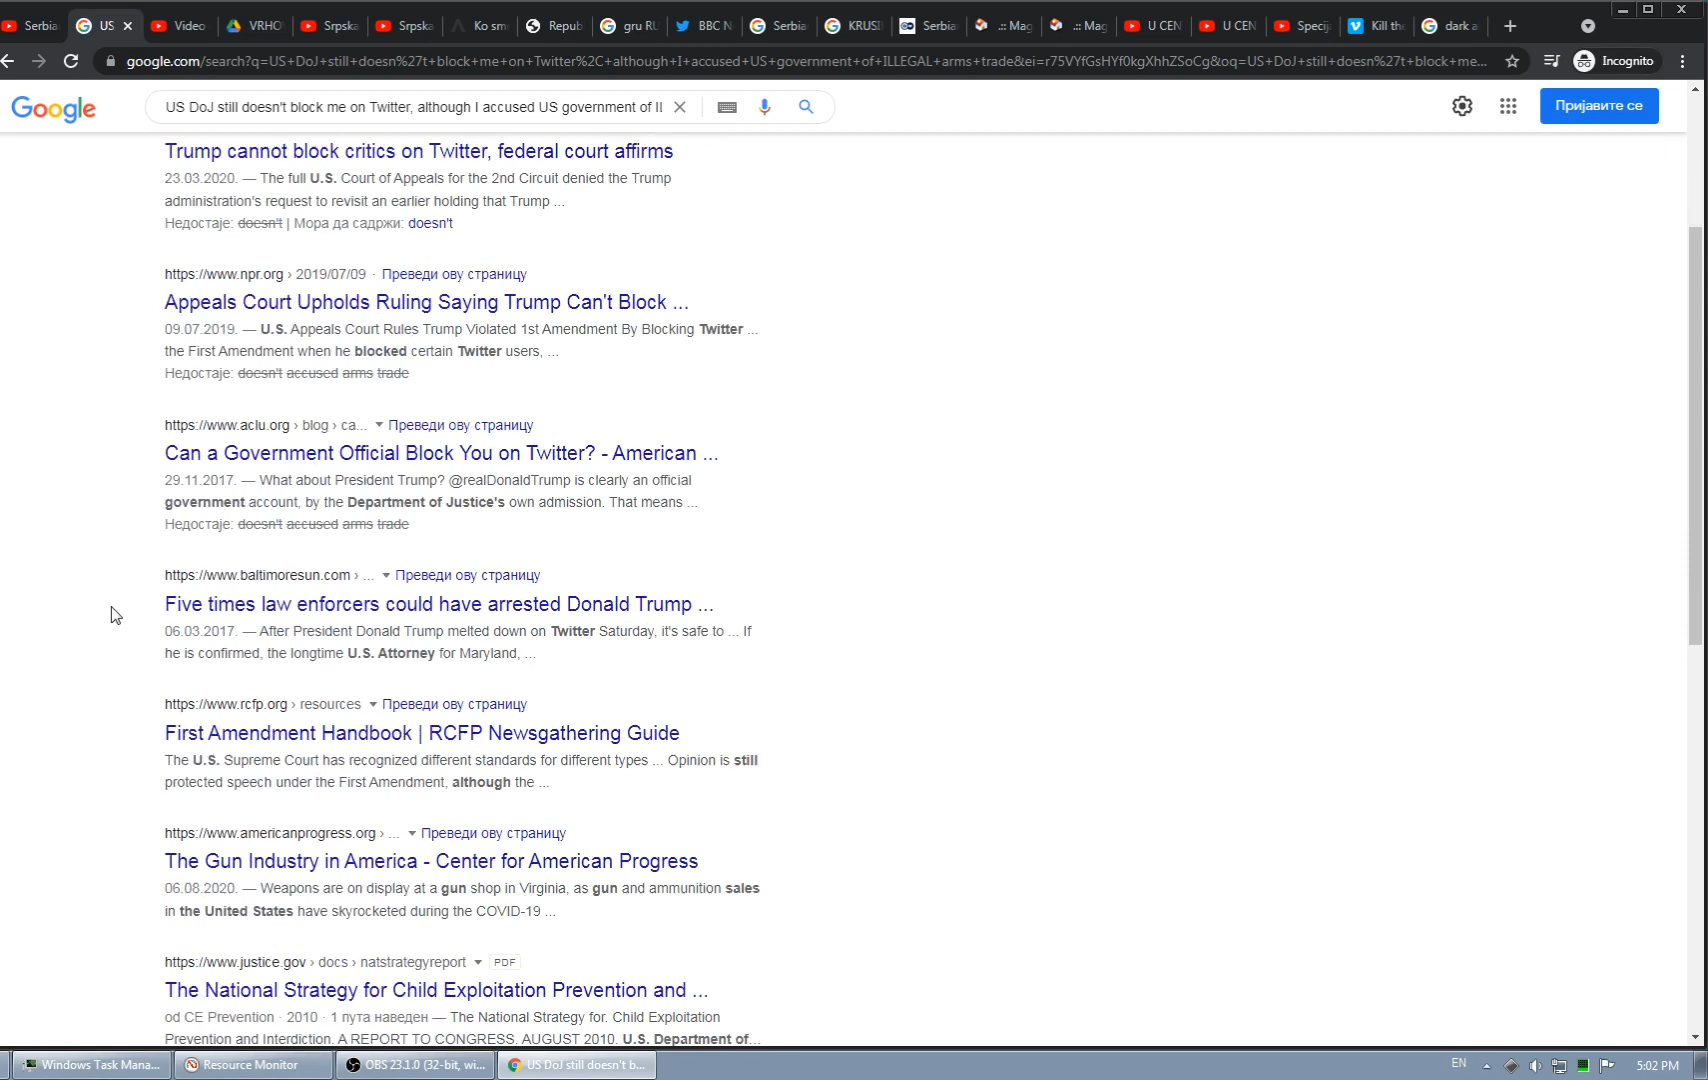 Serbia
US
Video
VRHO
Srpska
Srpska
Ko smo
Repub
gru RU
BBC N
Serbia
KRUSI
Serbia
.:: Mag
.:: Mag
U CEN
U CEN
Specij
Kill the
dark a
google.com/search?q=US+DoJ+still+doesn%27t+block+me+on+Twitter%2C+although+I+accused+US+government+of+ILLEGAL+arms+trade&ei=r75VYfGsHYf0kgXhhZSoCg&oq=US+DoJ+still+doesn%27t+block+me...
Incognito
Google
US DoJ still doesn't block me on Twitter, although I accused US government of IL
Пријавите се
Trump cannot block critics on Twitter, federal court affirms
23.03.2020. — The full U.S. Court of Appeals for the 2nd Circuit denied the Trump
administration's request to revisit an earlier holding that Trump ...
Недостаје: doesn't | Мора да садржи: doesn't
https://www.npr.org › 2019/07/09 · Преведи ову страницу
Appeals Court Upholds Ruling Saying Trump Can't Block ...
09.07.2019. — U.S. Appeals Court Rules Trump Violated 1st Amendment By Blocking Twitter ...
the First Amendment when he blocked certain Twitter users, ...
Недостаје: doesn't accused arms trade
https://www.aclu.org › blog › ca... Преведи ову страницу
Can a Government Official Block You on Twitter? - American ...
29.11.2017. — What about President Trump? @realDonaldTrump is clearly an official
government account, by the Department of Justice's own admission. That means ...
Недостаје: doesn't accused arms trade
https://www.baltimoresun.com › ... Преведи ову страницу
Five times law enforcers could have arrested Donald Trump ...
06.03.2017. — After President Donald Trump melted down on Twitter Saturday, it's safe to ... If
he is confirmed, the longtime U.S. Attorney for Maryland, ...
https://www.rcfp.org › resources Преведи ову страницу
First Amendment Handbook | RCFP Newsgathering Guide
The U.S. Supreme Court has recognized different standards for different types ... Opinion is still
protected speech under the First Amendment, although the ...
https://www.americanprogress.org › ... Преведи ову страницу
The Gun Industry in America - Center for American Progress
06.08.2020. — Weapons are on display at a gun shop in Virginia, as gun and ammunition sales
in the United States have skyrocketed during the COVID-19 ...
https://www.justice.gov › docs › natstrategyreport PDF
The National Strategy for Child Exploitation Prevention and ...
od CE Prevention · 2010 · 1 пута наведен — The National Strategy for. Child Exploitation
Prevention and Interdiction. A REPORT TO CONGRESS. AUGUST 2010. U.S. Department of...
Windows Task Mana...
Resource Monitor
OBS 23.1.0 (32-bit, wi...
US DoJ still doesn't b...
EN
5:02 PM